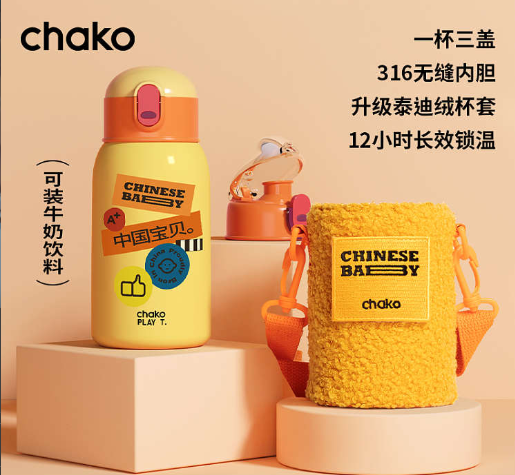 chako
一杯三盖
316无缝内胆
升级泰迪绒杯套
12小时长效锁温
（可装牛奶饮料）
CHINESE
BABY
A+
中国宝贝。
chako
PLAY T.
CHINESE
BABY
chako